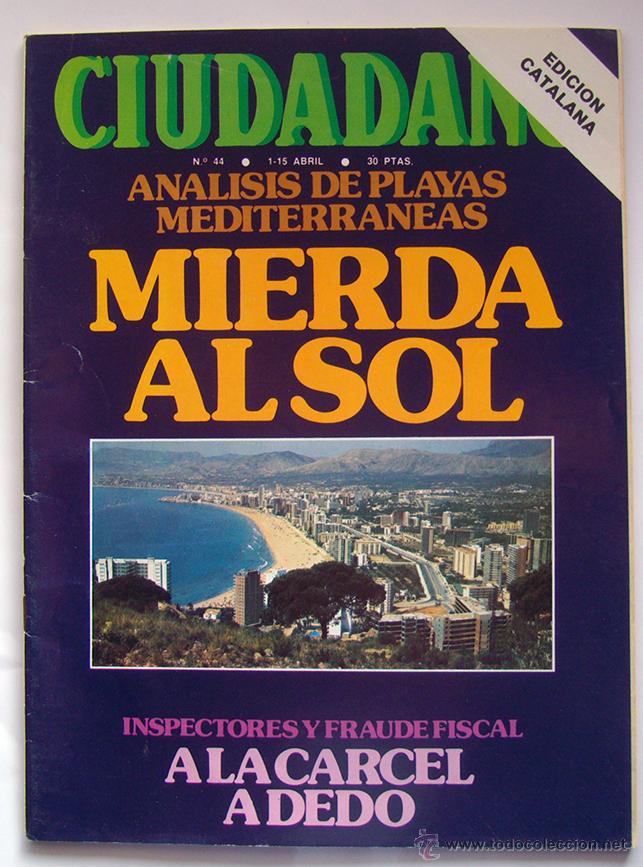 CIUDADANO
EDICION
CATALANA
N.º 44 ● 1-15 ABRIL ● 30 PTAS.
ANALISIS DE PLAYAS
MEDITERRANEAS
MIERDA
AL SOL
INSPECTORES Y FRAUDE FISCAL
A LA CARCEL
A DEDO
© www.todocoleccion.net